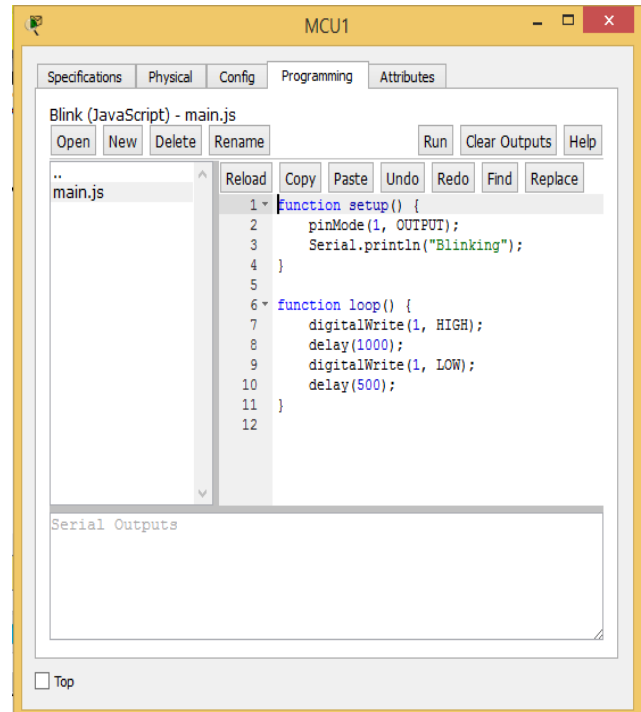 MCU1
Specifications Physical Config Programming Attributes
Blink (JavaScript) - main.js
Open New Delete Rename Run Clear Outputs Help
..
main.js
Reload Copy Paste Undo Redo Find Replace
1 function setup() {
2     pinMode(1, OUTPUT);
3     Serial.println("Blinking");
4 }
5
6 function loop() {
7     digitalWrite(1, HIGH);
8     delay(1000);
9     digitalWrite(1, LOW);
10     delay(500);
11 }
12
Serial Outputs
Top